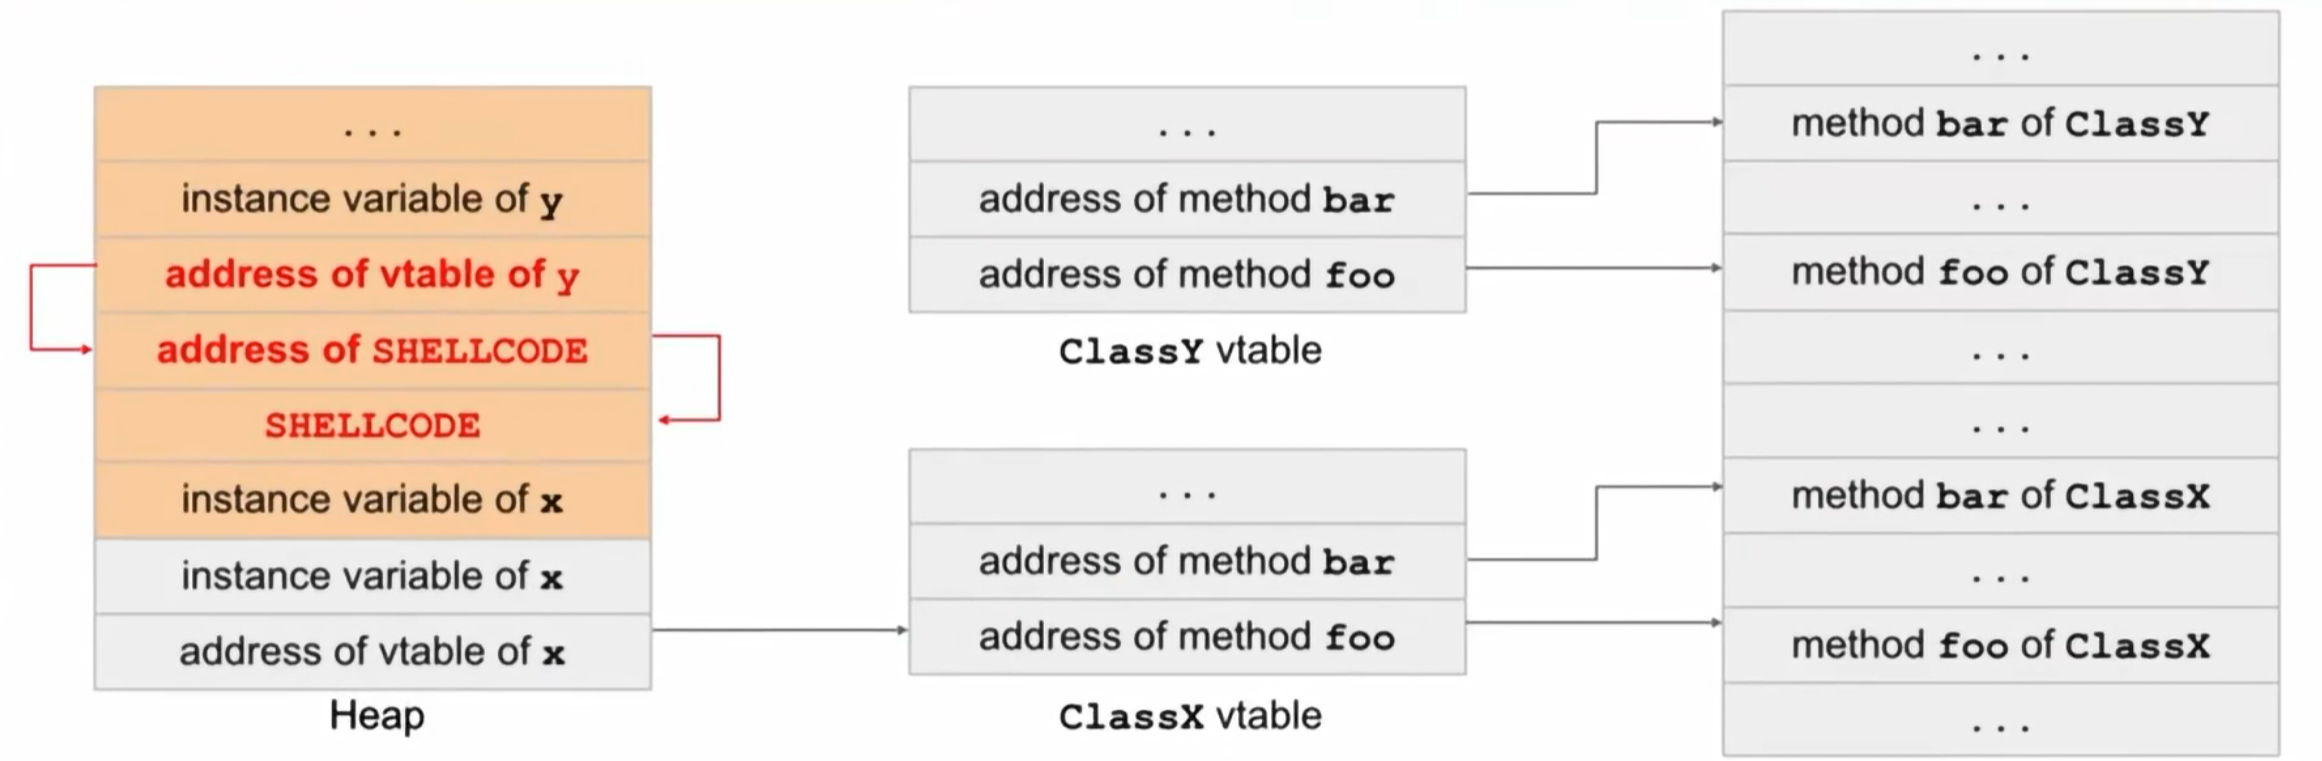 ...
instance variable of y
address of vtable of y
address of SHELLCODE
SHELLCODE
instance variable of x
instance variable of x
address of vtable of x
Heap
...
address of method bar
address of method foo
ClassY vtable
...
address of method bar
address of method foo
ClassX vtable
...
method bar of ClassY
...
method foo of ClassY
...
...
method bar of ClassX
...
method foo of ClassX
...